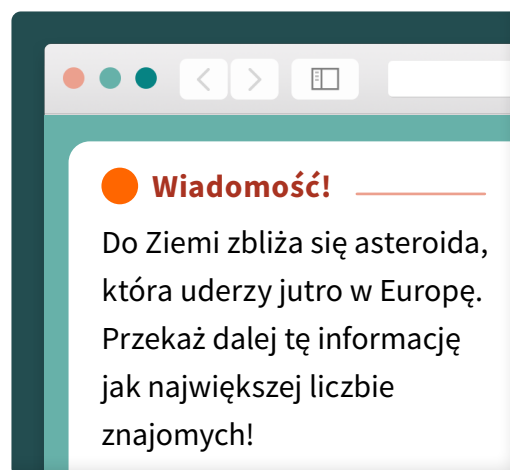 Wiadomość!
Do Ziemi zbliża się asteroida,
która uderzy jutro w Europę.
Przekaż dalej tę informację
jak największej liczbie
znajomych!